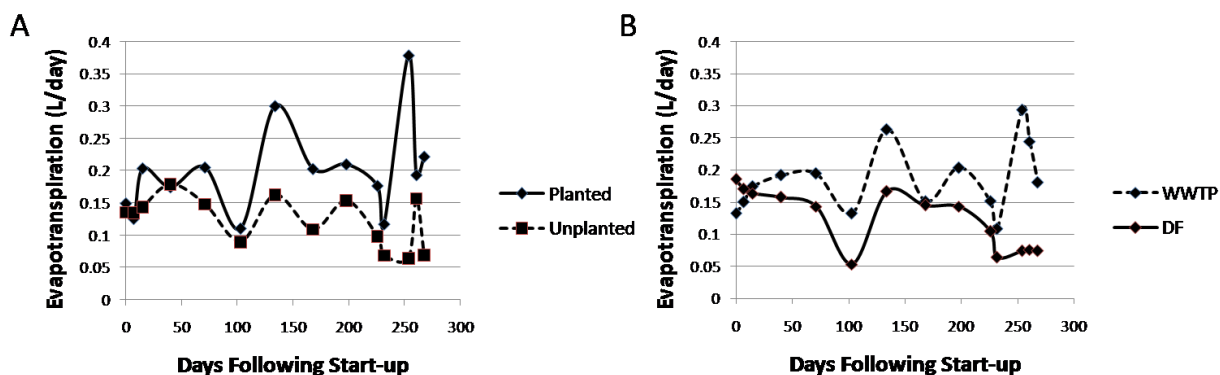 A
Evapotranspiration (L/day)
0.4
0.35
0.3
0.25
0.2
0.15
0.1
0.05
0
0 50 100 150 200 250 300
Days Following Start-up
Planted
Unplanted
B
Evapotranspiration (L/day)
0.4
0.35
0.3
0.25
0.2
0.15
0.1
0.05
0
0 50 100 150 200 250 300
Days Following Start-up
WWTP
DF